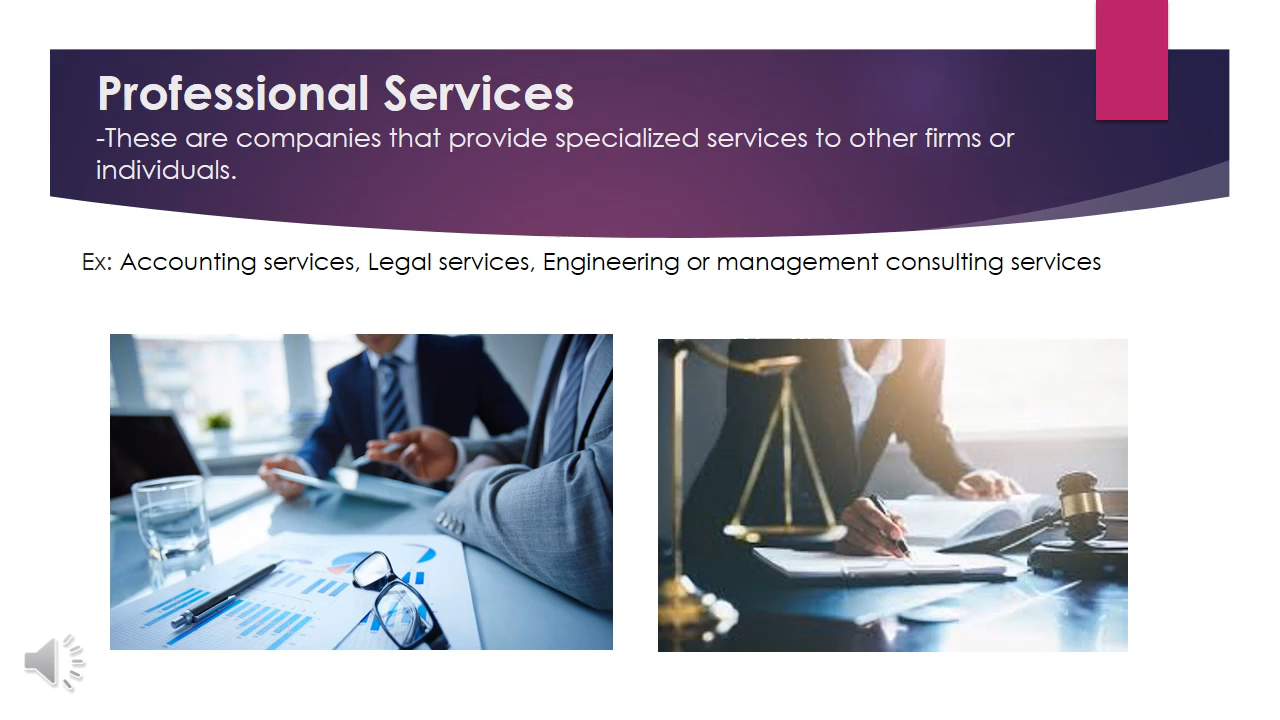 Professional Services
-These are companies that provide specialized services to other firms or
individuals.
Ex: Accounting services, Legal services, Engineering or management consulting services